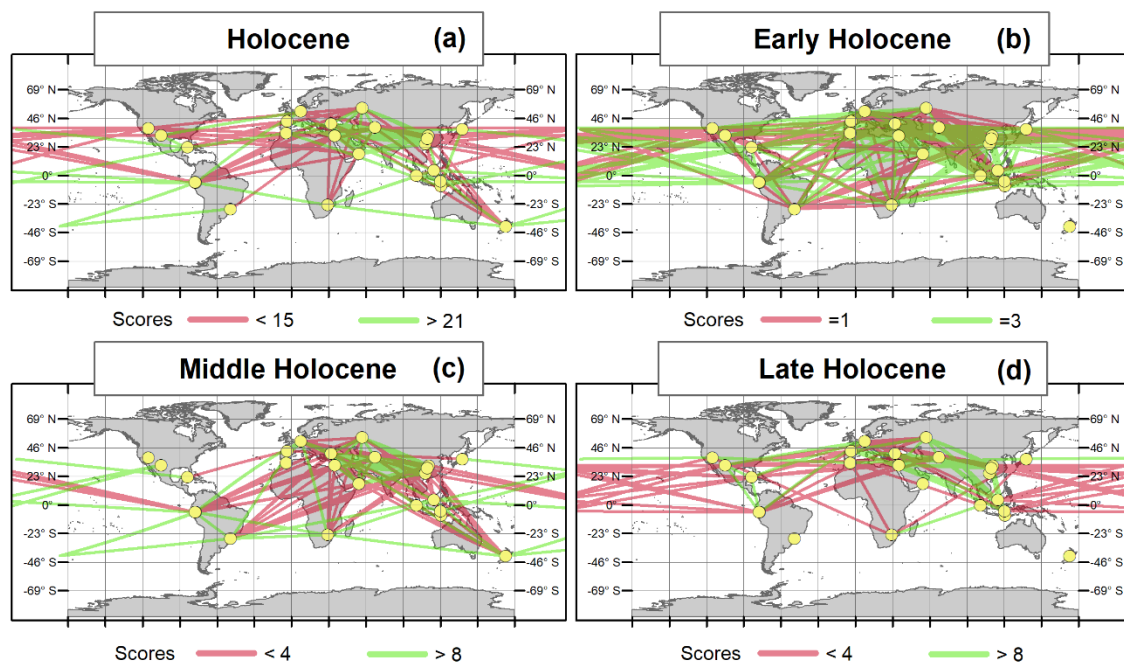 Holocene (a)
69° N 69° N
46° N 46° N
23° N 23° N
0° 0°
-23° S -23° S
-46° S -46° S
-69° S -69° S
Scores < 15 > 21
Early Holocene (b)
69° N 69° N
46° N 46° N
23° N 23° N
0° 0°
-23° S -23° S
-46° S -46° S
-69° S -69° S
Scores =1 =3
Middle Holocene (c)
69° N 69° N
46° N 46° N
23° N 23° N
0° 0°
-23° S -23° S
-46° S -46° S
-69° S -69° S
Scores < 4 > 8
Late Holocene (d)
69° N 69° N
46° N 46° N
23° N 23° N
0° 0°
-23° S -23° S
-46° S -46° S
-69° S -69° S
Scores < 4 > 8